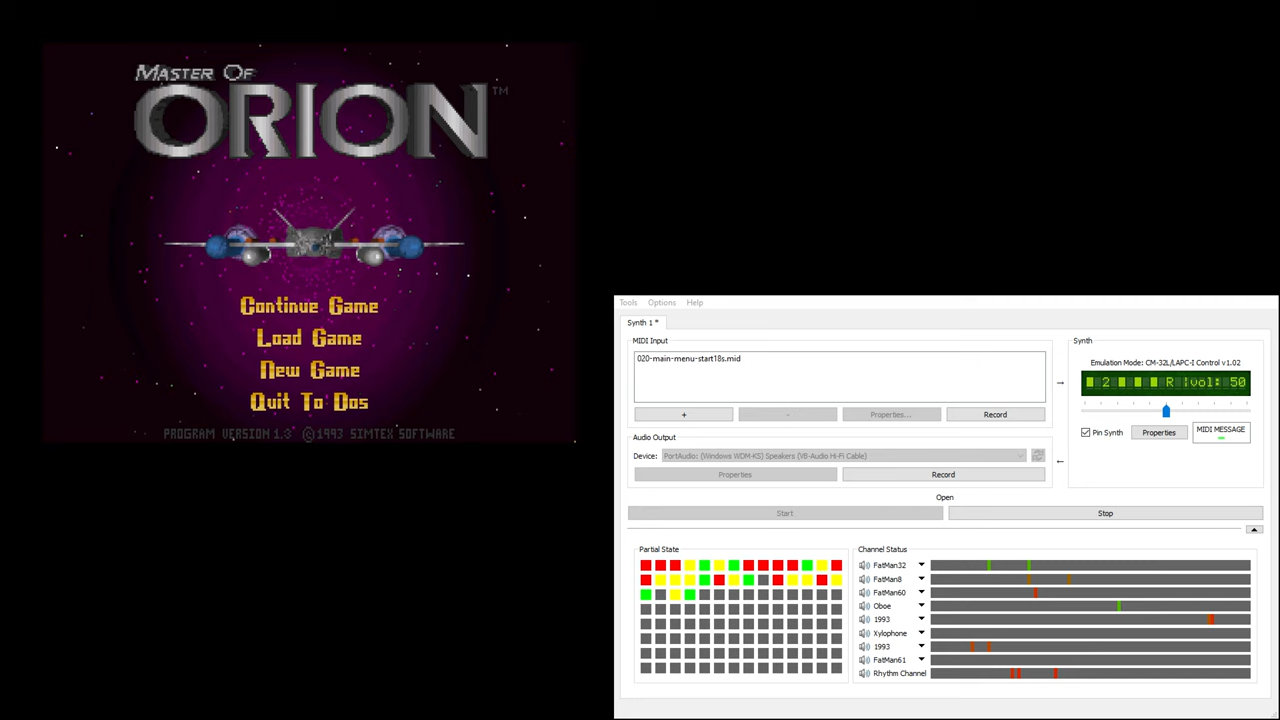 MASTER OF
ORION™
CONTINUE GAME
LOAD GAME
NEW GAME
QUIT TO DOS
PROGRAM VERSION 1.3 ©1993 SIMTEX SOFTWARE
Tools Options Help
Synth 1 *
MIDI Input
020-main-menu-start18s.mid
+ - Properties... Record
Audio Output
Device: PortAudio: (Windows WDM-KS) Speakers (VB-Audio Hi-Fi Cable)
Properties Record
Synth
Emulation Mode: CM-32L/LAPC-I Control v1.02
2 R |vol: 50
Pin Synth Properties MIDI MESSAGE
Open
Start Stop
Partial State
Channel Status
FatMan32
FatMan8
FatMan60
Oboe
1993
Xylophone
1993
FatMan61
Rhythm Channel